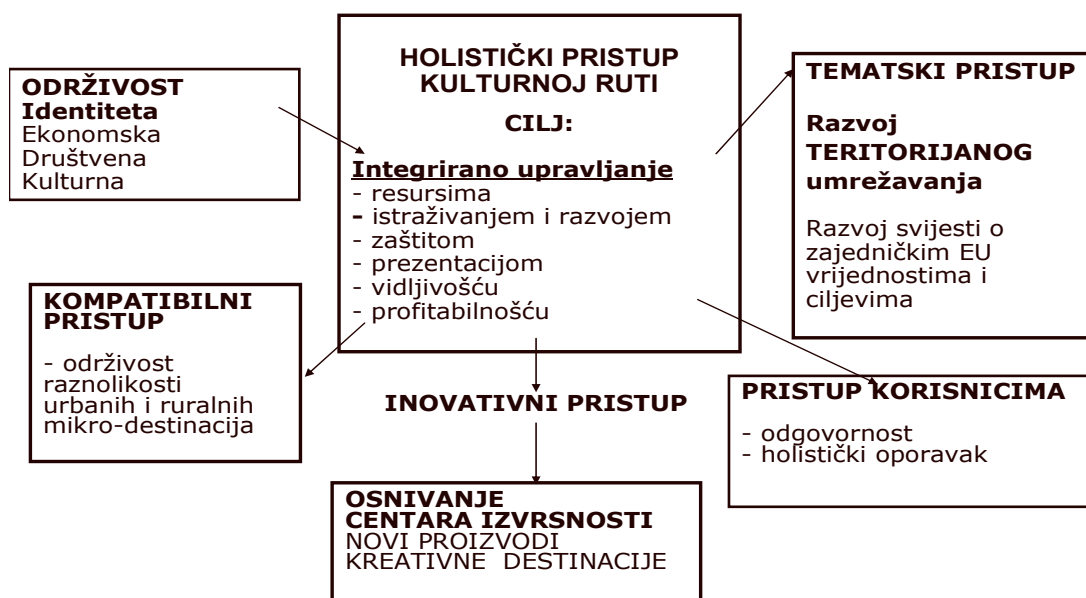 HOLISTIČKI PRISTUP
KULTURNOJ RUTI
CILJ:
Integrirano upravljanje
- resursima
- istraživanjem i razvojem
- zaštitom
- prezentacijom
- vidljivošću
- profitabilnošću
ODRŽIVOST
Identiteta
Ekonomska
Društvena
Kulturna
TEMATSKI PRISTUP
Razvoj
TERITORIJANOG
umrežavanja
Razvoj svijesti o
zajedničkim EU
vrijednostima i
ciljevima
KOMPATIBILNI
PRISTUP
- održivost
raznolikosti
urbanih i ruralnih
mikro-destinacija
INOVATIVNI PRISTUP
PRISTUP KORISNICIMA
- odgovornost
- holistički oporavak
OSNIVANJE
CENTARA IZVRSNOSTI
NOVI PROIZVODI
KREATIVNE DESTINACIJE